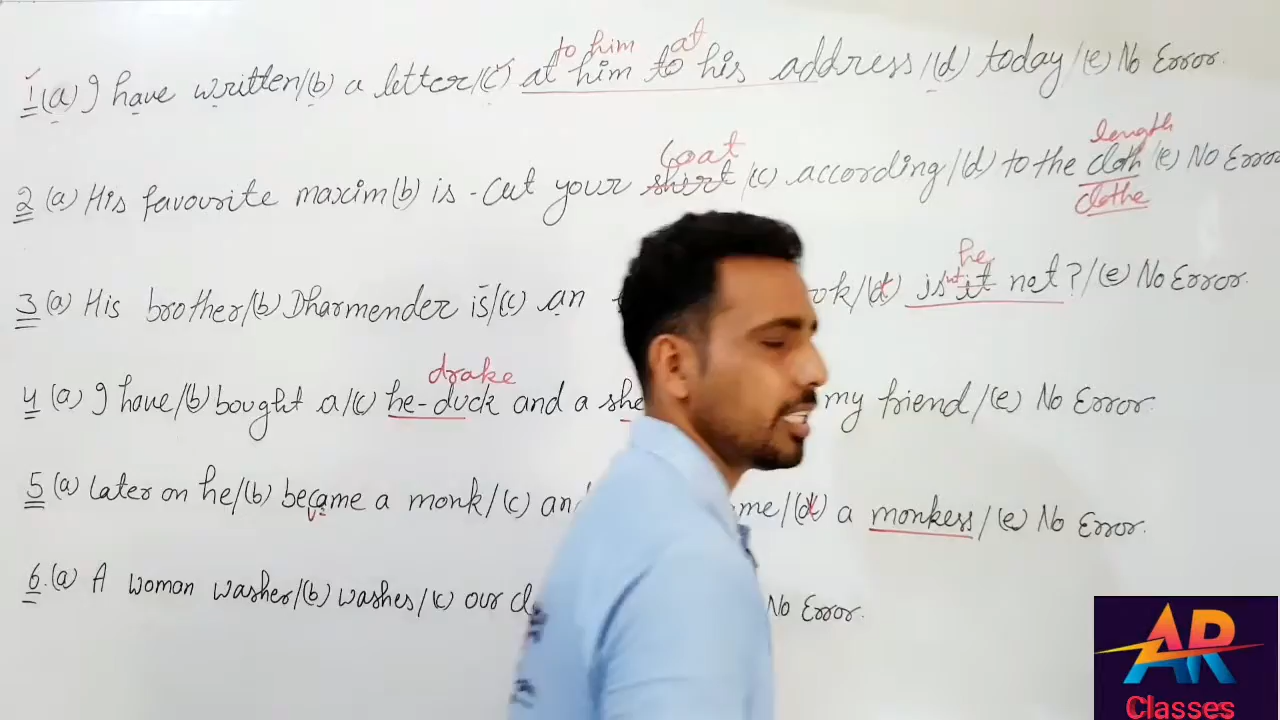 to him at
1 (a) I have written/(b) a letter/(c) at him to his address/(d) today/(e) No Error.
Coat length
2 (a) His favourite maxim(b) is - Cut your shirt/(c) according/(d) to the cloth/(e) No Error
clothe
he
3 (a) His brother/(b) Dharmender is/(c) an ook/(d) is it not?/(e) No Error.
drake
4 (a) I have/(b) bought a/(c) he-duck and a she my friend/(e) No Error.
5 (a) Later on he/(b) became a monk/(c) and me/(d) a monkess/(e) No Error.
6. (a) A woman washer/(b) washes/(c) our cl No Error.
AR
Classes